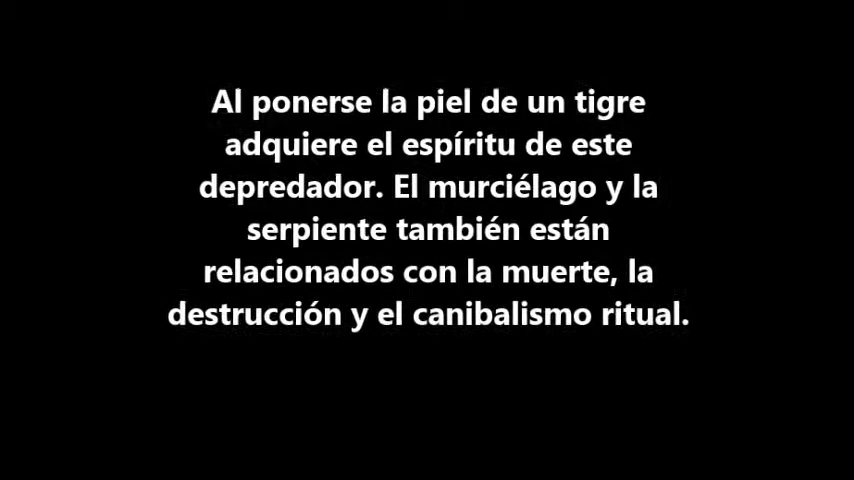 Al ponerse la piel de un tigre
adquiere el espíritu de este
depredador. El murciélago y la
serpiente también están
relacionados con la muerte, la
destrucción y el canibalismo ritual.